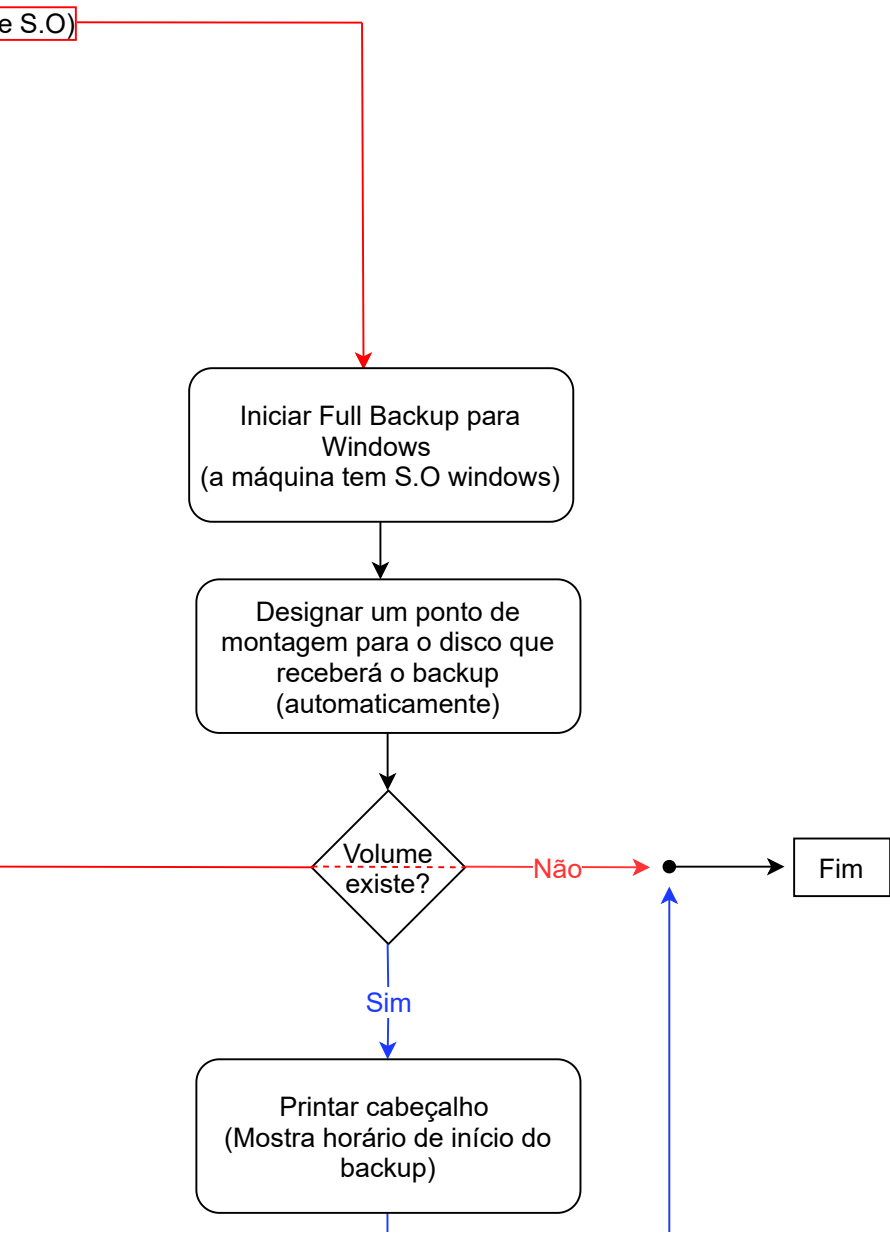 e S.O)
Iniciar Full Backup para
Windows
(a máquina tem S.O windows)
Designar um ponto de
montagem para o disco que
receberá o backup
(automaticamente)
Volume
existe?
Não
Fim
Sim
Printar cabeçalho
(Mostra horário de início do
backup)